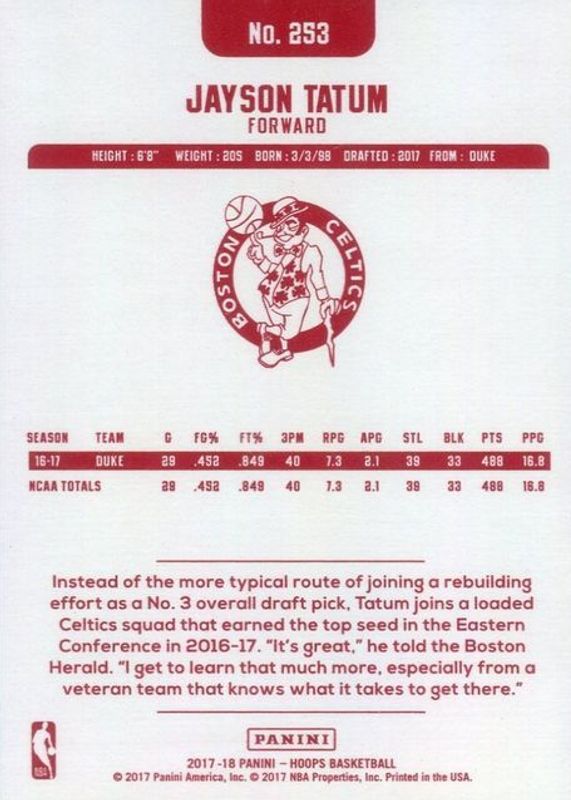 No. 253
JAYSON TATUM
FORWARD
HEIGHT : 6'8" WEIGHT : 205 BORN : 3/3/98 DRAFTED : 2017 FROM : DUKE
BOSTON CELTICS
SEASON TEAM G FG% FT% 3PM RPG APG STL BLK PTS PPG
16-17 DUKE 29 .452 .849 40 7.3 2.1 39 33 488 16.8
NCAA TOTALS 29 .452 .849 40 7.3 2.1 39 33 488 16.8
Instead of the more typical route of joining a rebuilding
effort as a No. 3 overall draft pick, Tatum joins a loaded
Celtics squad that earned the top seed in the Eastern
Conference in 2016-17. “It's great,” he told the Boston
Herald. “I get to learn that much more, especially from a
veteran team that knows what it takes to get there.”
PANINI
NBA
2017-18 PANINI – HOOPS BASKETBALL
© 2017 Panini America, Inc. © 2017 NBA Properties, Inc. Printed in the USA.